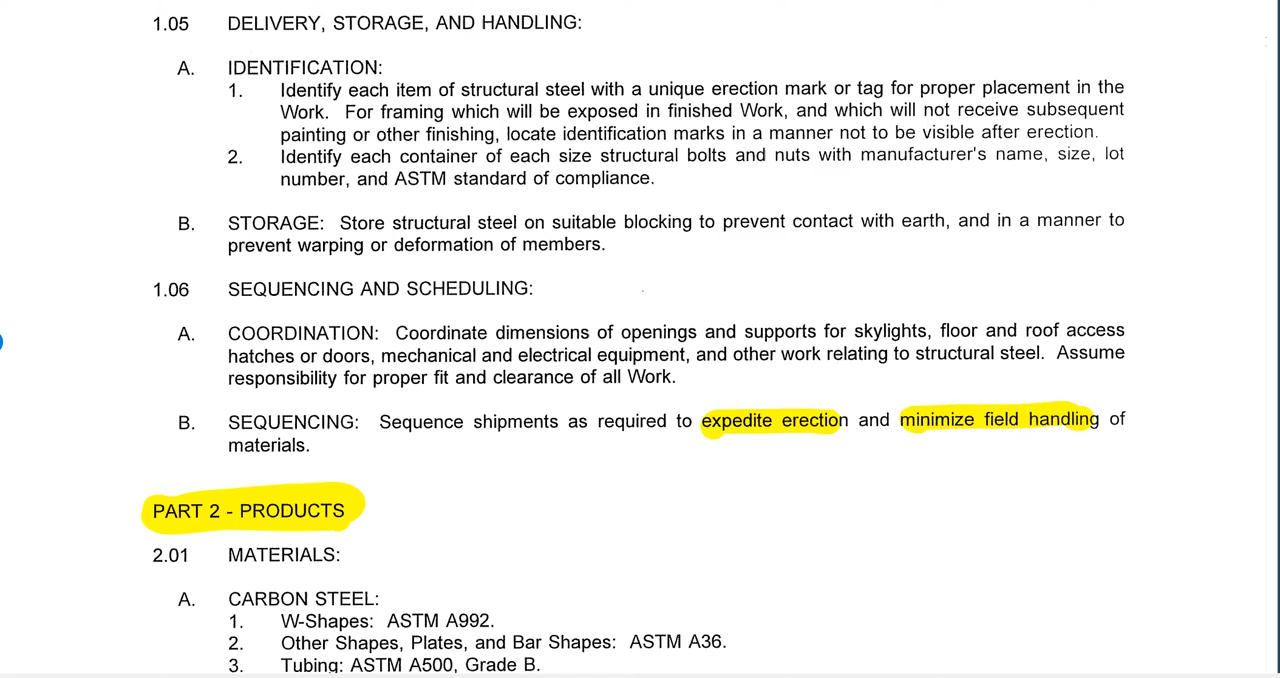 1.05 DELIVERY, STORAGE, AND HANDLING:
A. IDENTIFICATION:
1. Identify each item of structural steel with a unique erection mark or tag for proper placement in the
Work. For framing which will be exposed in finished Work, and which will not receive subsequent
painting or other finishing, locate identification marks in a manner not to be visible after erection.
2. Identify each container of each size structural bolts and nuts with manufacturer's name, size, lot
number, and ASTM standard of compliance.
B. STORAGE: Store structural steel on suitable blocking to prevent contact with earth, and in a manner to
prevent warping or deformation of members.
1.06 SEQUENCING AND SCHEDULING:
A. COORDINATION: Coordinate dimensions of openings and supports for skylights, floor and roof access
hatches or doors, mechanical and electrical equipment, and other work relating to structural steel. Assume
responsibility for proper fit and clearance of all Work.
B. SEQUENCING: Sequence shipments as required to expedite erection and minimize field handling of
materials.
PART 2 - PRODUCTS
2.01 MATERIALS:
A. CARBON STEEL:
1. W-Shapes: ASTM A992.
2. Other Shapes, Plates, and Bar Shapes: ASTM A36.
3. Tubing: ASTM A500, Grade B.